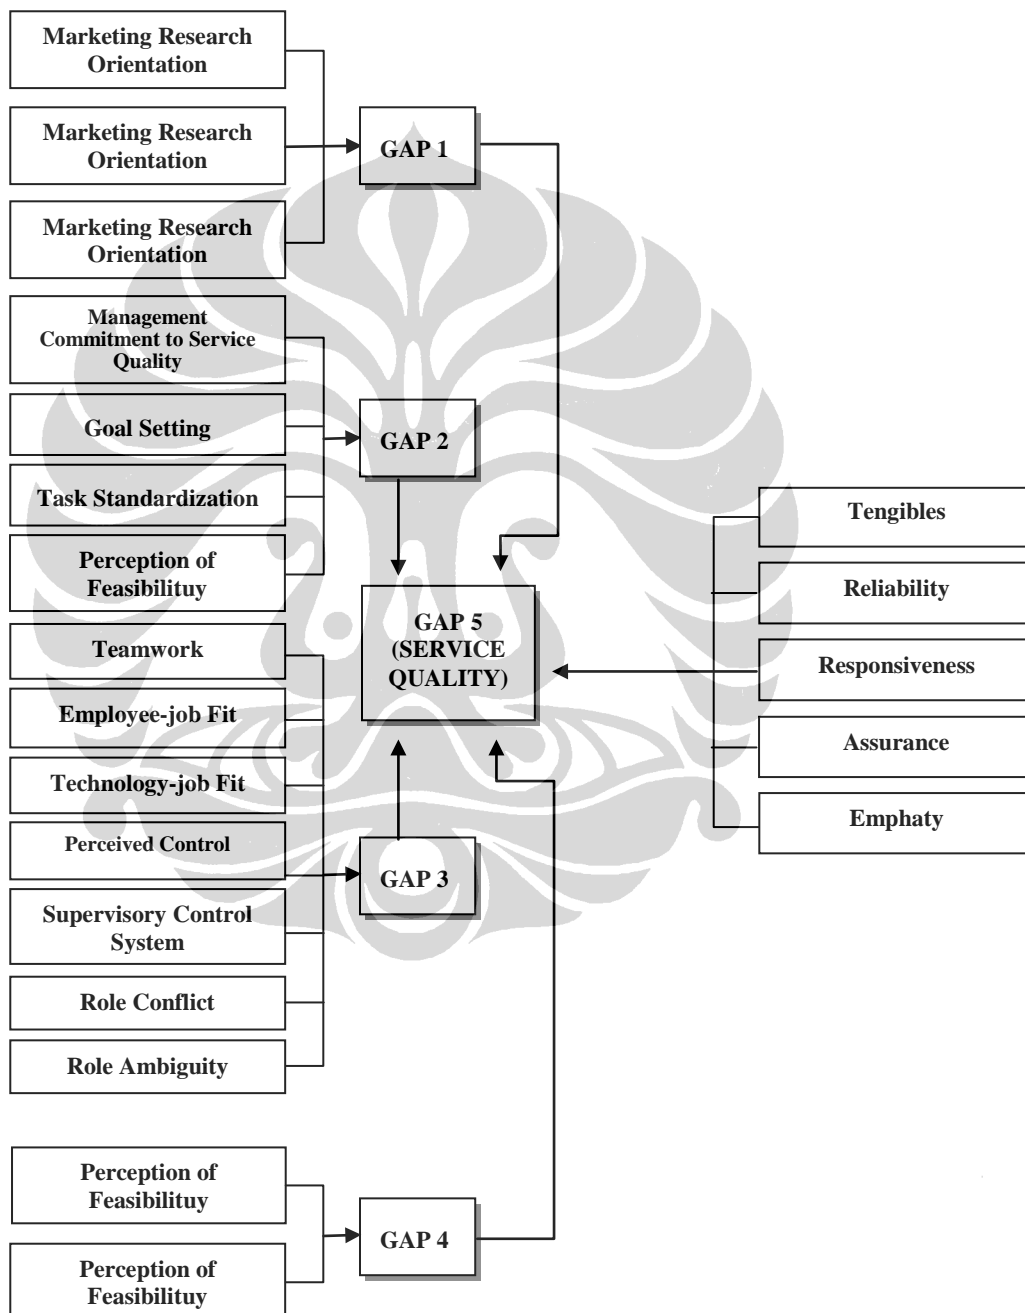 Marketing Research
Orientation
Marketing Research
Orientation
Marketing Research
Orientation
GAP 1
Management
Commitment to Service
Quality
Goal Setting
Task Standardization
Perception of
Feasibilituy
GAP 2
Teamwork
Employee-job Fit
Technology-job Fit
Perceived Control
Supervisory Control
System
Role Conflict
Role Ambiguity
GAP 3
Perception of
Feasibilituy
Perception of
Feasibilituy
GAP 4
GAP 5
(SERVICE
QUALITY)
Tengibles
Reliability
Responsiveness
Assurance
Emphaty